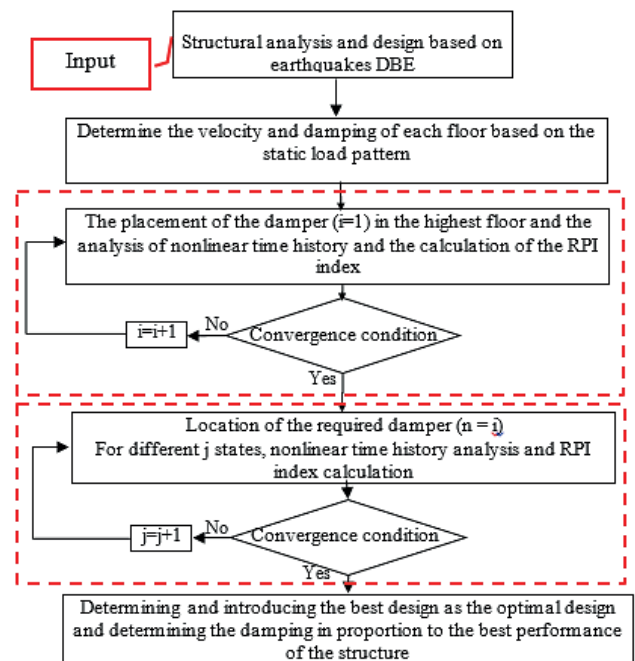 Input
Structural analysis and design based on
earthquakes DBE
Determine the velocity and damping of each floor based on the
static load pattern
The placement of the damper (i=1) in the highest floor and the
analysis of nonlinear time history and the calculation of the RPI
index
Convergence condition
No
i=i+1
Yes
Location of the required damper (n = i)
For different j states, nonlinear time history analysis and RPI
index calculation
Convergence condition
No
j=j+1
Yes
Determining and introducing the best design as the optimal design
and determining the damping in proportion to the best performance
of the structure